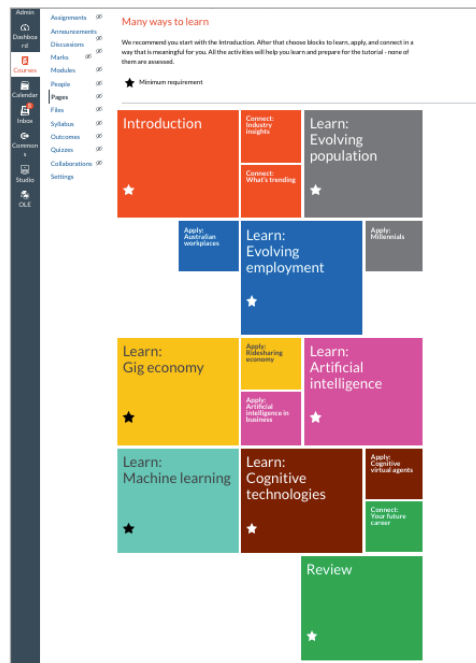 Admin
Dashboa
rd
Courses
Calendar
Inbox
Common
s
Studio
OLE
Assignments
Announcements
Discussions
Marks
Modules
People
Pages
Files
Syllabus
Outcomes
Quizzes
Collaborations
Settings
Many ways to learn
We recommend you start with the Introduction. After that choose blocks to learn, apply, and connect in a
way that is meaningful for you. All the activities will help you learn and prepare for the tutorial - none of
them are assessed.
Minimum requirement
Introduction
Connect:
Industry
insights
Connect:
What's trending
Learn:
Evolving
population
Apply:
Australian
workplaces
Learn:
Evolving
employment
Apply:
Millennials
Learn:
Gig economy
Apply:
Ridesharing
economy
Apply:
Artificial
intelligence in
business
Learn:
Artificial
intelligence
Learn:
Machine learning
Learn:
Cognitive
technologies
Apply:
Cognitive
virtual agents
Connect:
Your future
career
Review